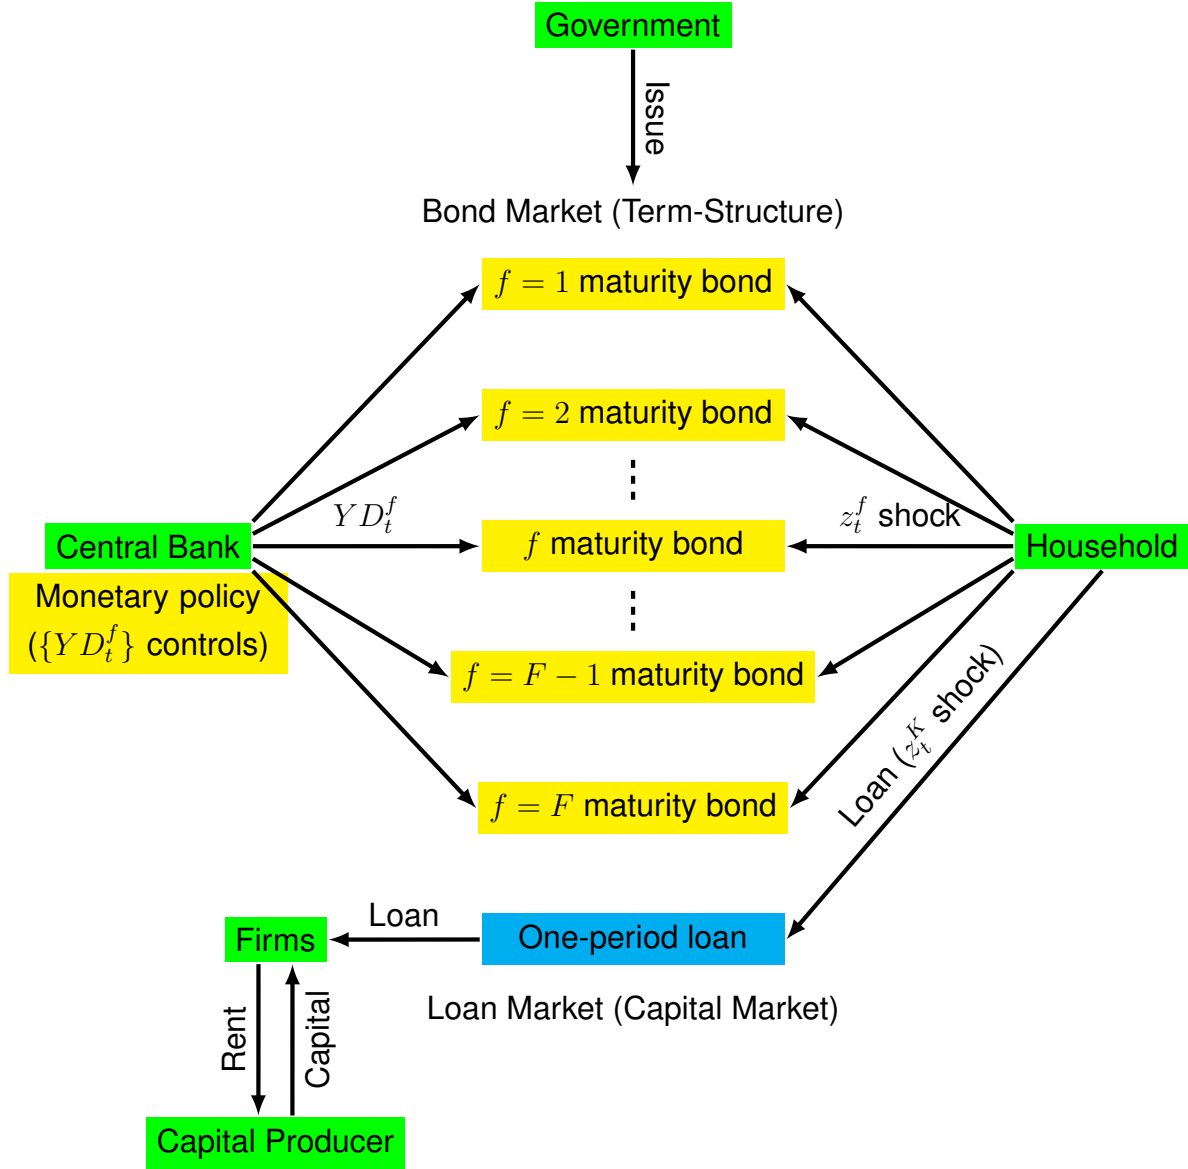 Government
Issue
Bond Market (Term-Structure)
$f = 1$ maturity bond
$f = 2$ maturity bond
$YD_t^f$
$z_t^f$ shock
Central Bank
$f$ maturity bond
Household
Monetary policy
($\{YD_t^f\}$ controls)
$f = F - 1$ maturity bond
$f = F$ maturity bond
Loan ($z_t^K$ shock)
Loan
Firms
One-period loan
Loan Market (Capital Market)
Rent
Capital
Capital Producer